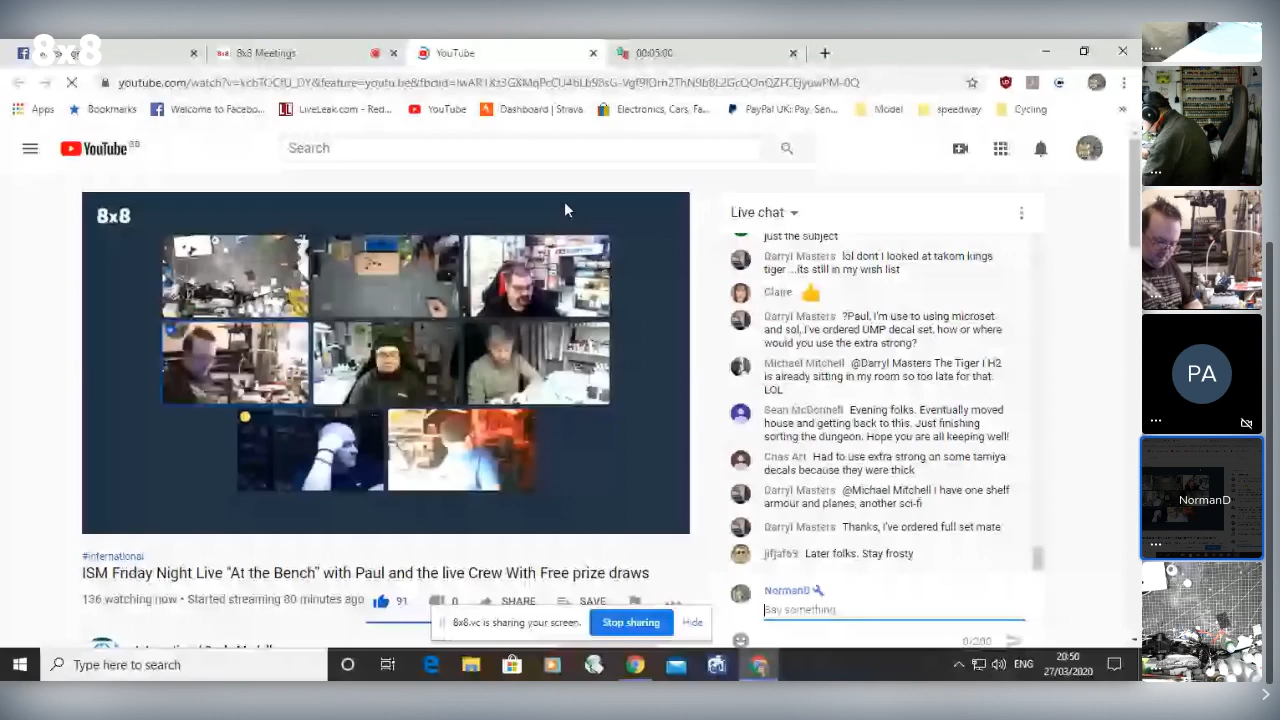 8x8
8x8 Meetings
YouTube
00:05:00
Apps
Bookmarks
Welcome to Facebo...
LiveLeak.com - Red...
YouTube
Dashboard | Strava
Electronics, Cars, Fa...
PayPal UK: Pay, Sen...
Model
Speedway
Cycling
YouTube GB
Search
8x8
Live chat
just the subject
Darryl Masters lol dont I looked at takom kings
tiger ...its still in my wish list
Claire
Darryl Masters ?Paul, I'm use to using microset
and sol,.I've ordered UMP decal set, how or where
would you use the extra strong?
Michael Mitchell @Darryl Masters The Tiger I H2
is already sitting in my room so too late for that.
LOL
Sean McDonnell Evening folks. Eventually moved
house and getting back to this. Just finishing
sorting the dungeon. Hope you are all keeping well!
Chas Art Had to use extra strong on some tamiya
decals because they were thick
Darryl Masters @Michael Mitchell I have one shelf
armour and planes, another sci-fi
Darryl Masters Thanks, I've ordered full set mate
jifjaf69 Later folks. Stay frosty
NormanD
Say something...
0/200
#international
ISM Friday Night Live "At the Bench" with Paul and the live Crew With Free prize draws
136 watching now • Started streaming 80 minutes ago
91
0
SHARE
SAVE
8x8.vc is sharing your screen.
Stop sharing
Hide
PA
NormanD
Type here to search
ENG
20:50
27/03/2020